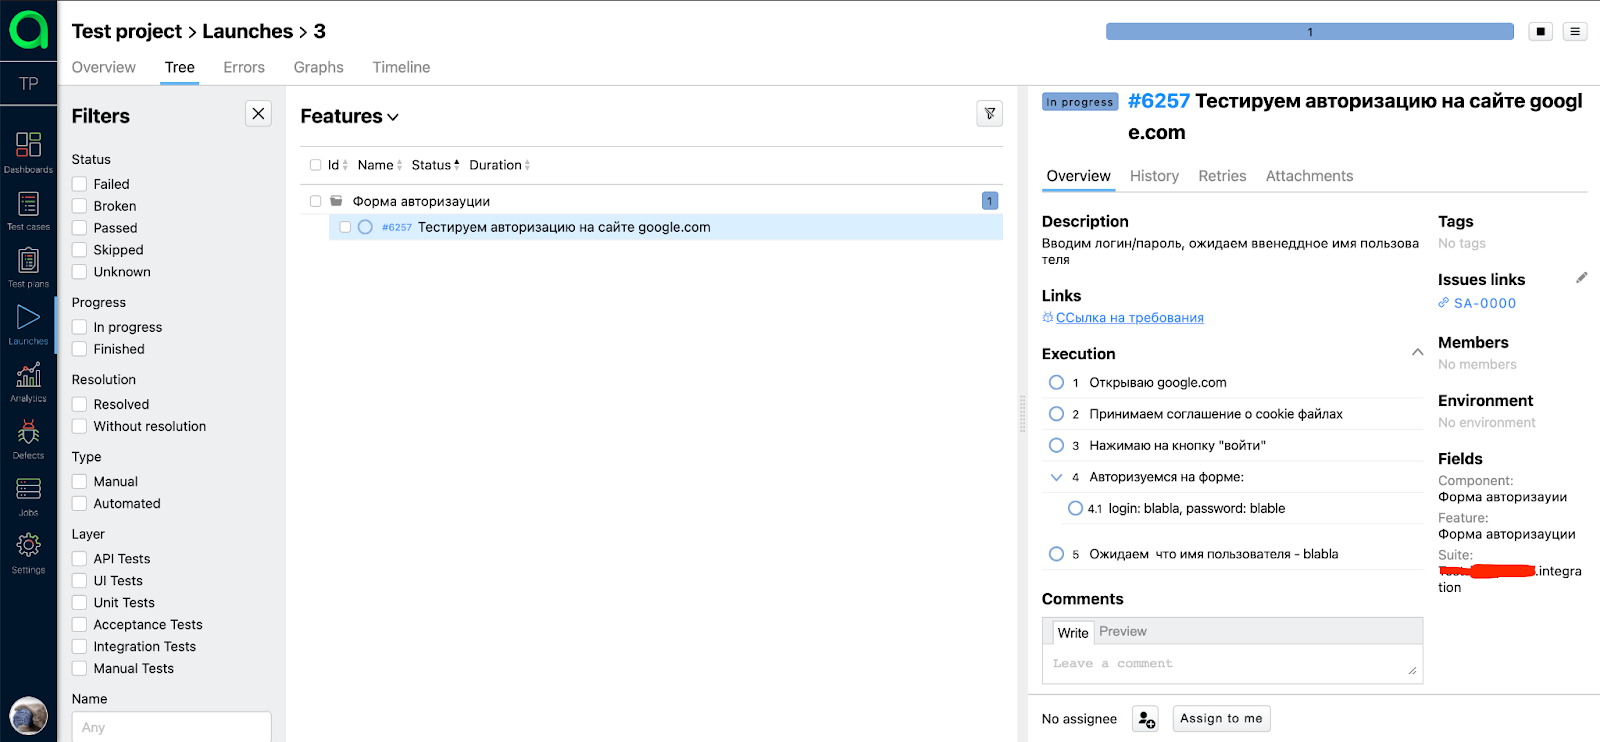 Test project > Launches > 3
1
Overview Tree Errors Graphs Timeline
TP
Dashboards
Test cases
Test plans
Launches
Analytics
Defects
Jobs
Settings
Filters
Status
Failed
Broken
Passed
Skipped
Unknown
Progress
In progress
Finished
Resolution
Resolved
Without resolution
Type
Manual
Automated
Layer
API Tests
UI Tests
Unit Tests
Acceptance Tests
Integration Tests
Manual Tests
Name
Any
Features
Id Name Status Duration
Форма авторизауции 1
#6257 Тестируем авторизацию на сайте google.com
In progress #6257 Тестируем авторизацию на сайте googl
e.com
Overview History Retries Attachments
Description
Вводим логин/пароль, ожидаем ввенеддное имя пользова
теля
Links
ССылка на требования
Execution
1 Открываю google.com
2 Принимаем соглашение о cookie файлах
3 Нажимаю на кнопку "войти"
4 Авторизуемся на форме:
4.1 login: blabla, password: blable
5 Ожидаем что имя пользователя - blabla
Comments
Write Preview
Leave a comment
No assignee Assign to me
Tags
No tags
Issues links
SA-0000
Members
No members
Environment
No environment
Fields
Component:
Форма авторизауии
Feature:
Форма авторизауции
Suite:
.integra
tion